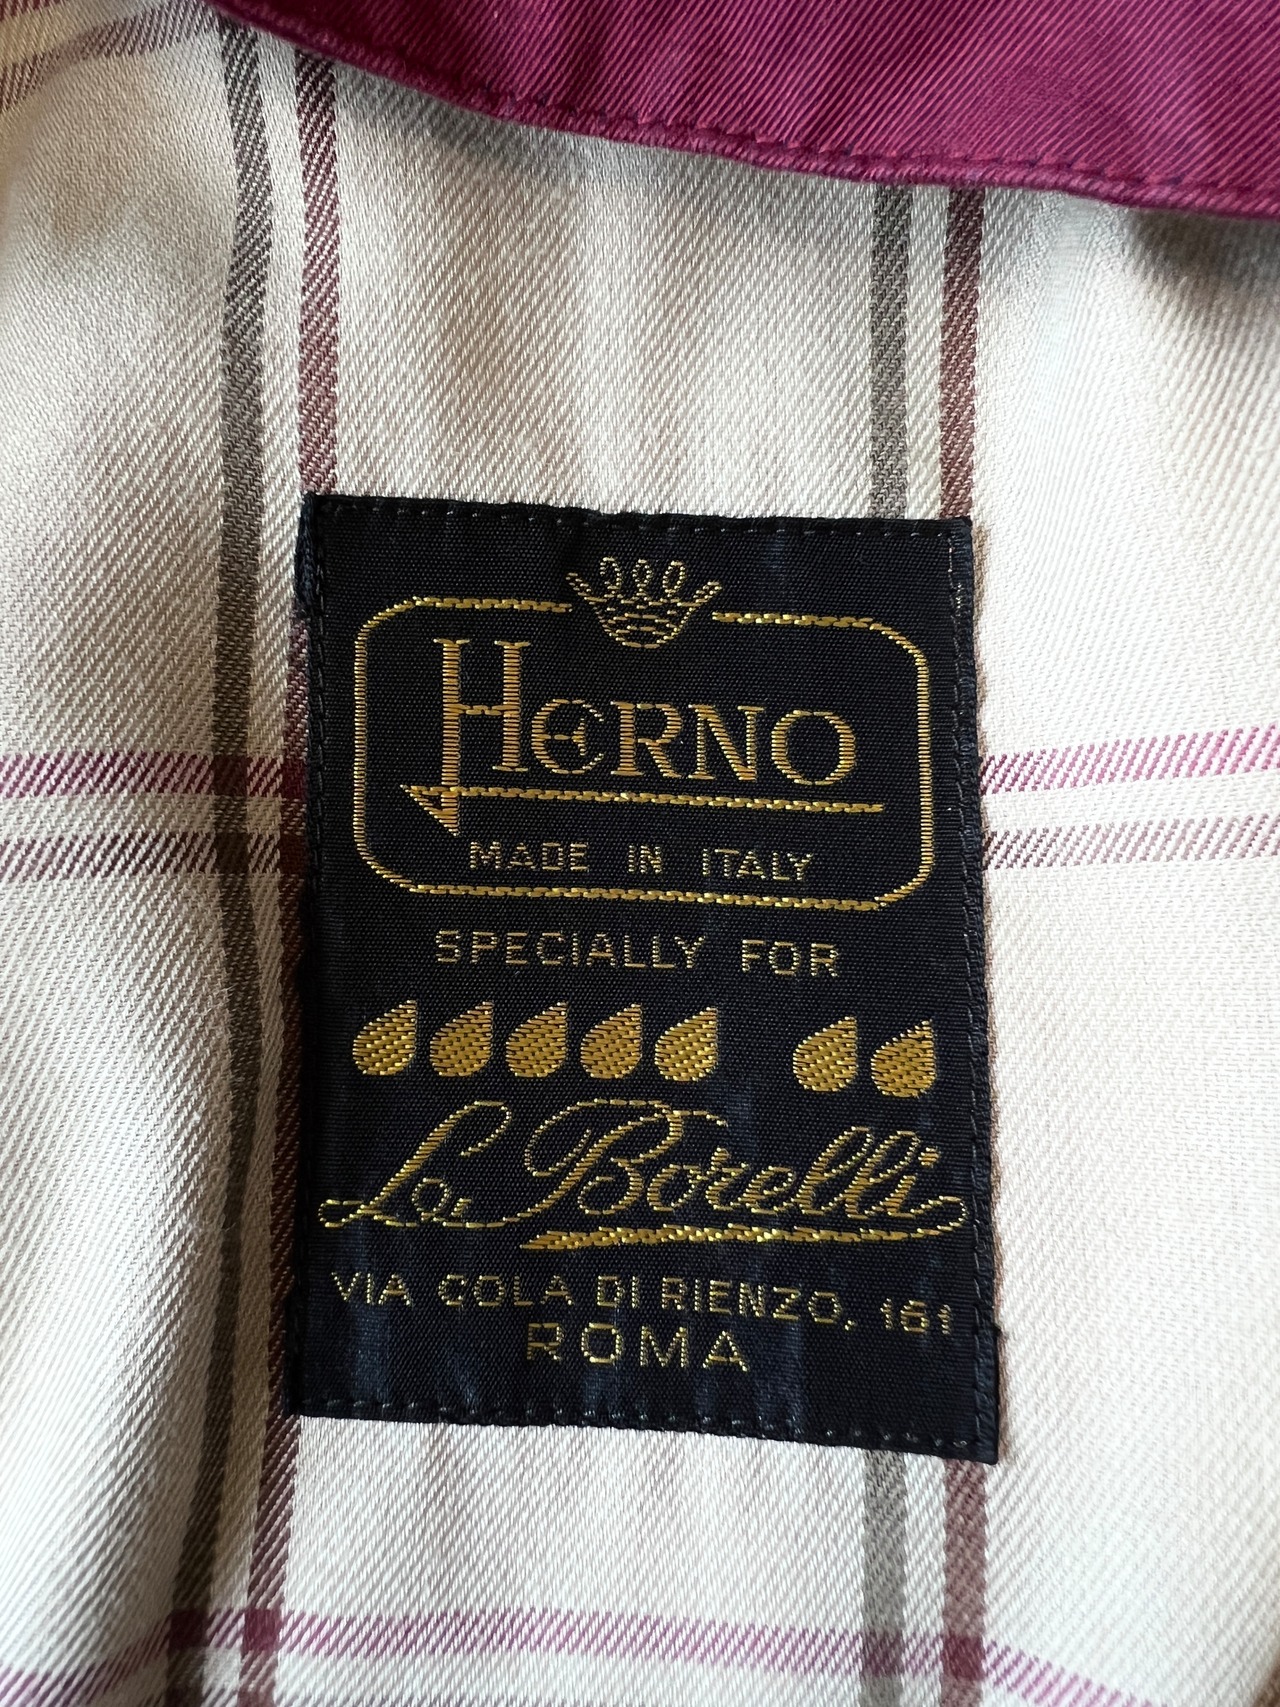 HERNO
MADE IN ITALY
SPECIALLY FOR
Borelli
VIA COLA DI RIENZO, 161
ROMA